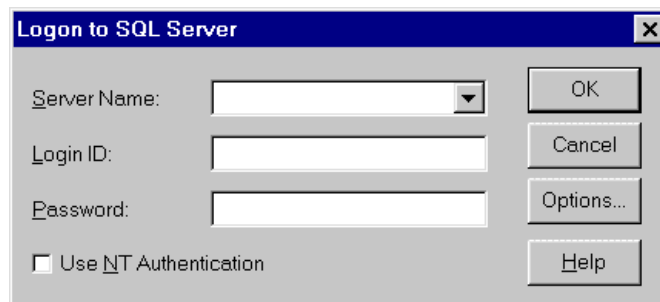 Logon to SQL Server
Server Name:
OK
Login ID:
Cancel
Password:
Options...
Use NT Authentication
Help